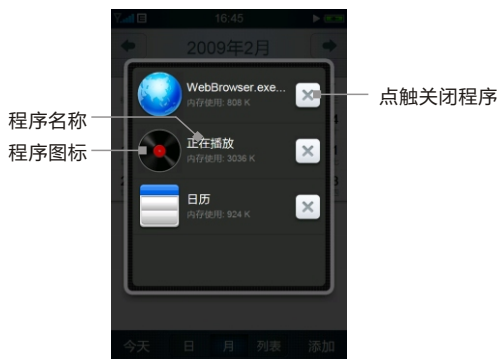 16:45
2009年2月
WebBrowser.exe...
内存使用: 808 K
点触关闭程序
程序名称
正在播放
内存使用: 3036 K
程序图标
日历
内存使用: 924 K
今天 日 月 列表 添加